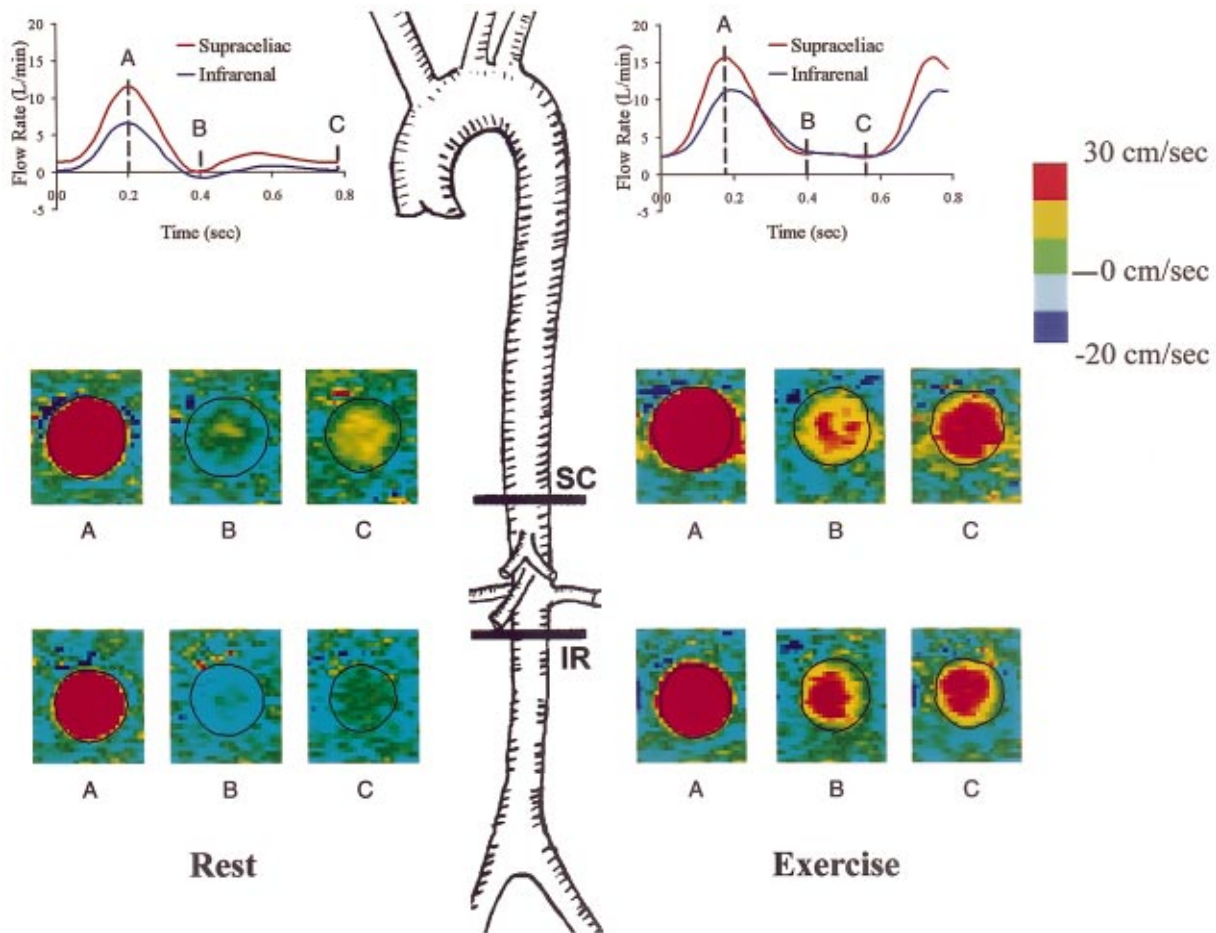 20
15
10
5
0
-5
Flow Rate (L/min)
A
B
C
Supraceliac
Infrarenal
0.0 0.2 0.4 0.6 0.8
Time (sec)
20
15
10
5
0
-5
Flow Rate (L/min)
A
B
C
Supraceliac
Infrarenal
0.0 0.2 0.4 0.6 0.8
Time (sec)
30 cm/sec
—0 cm/sec
-20 cm/sec
A B C
SC
A B C
IR
A B C
A B C
Rest
Exercise